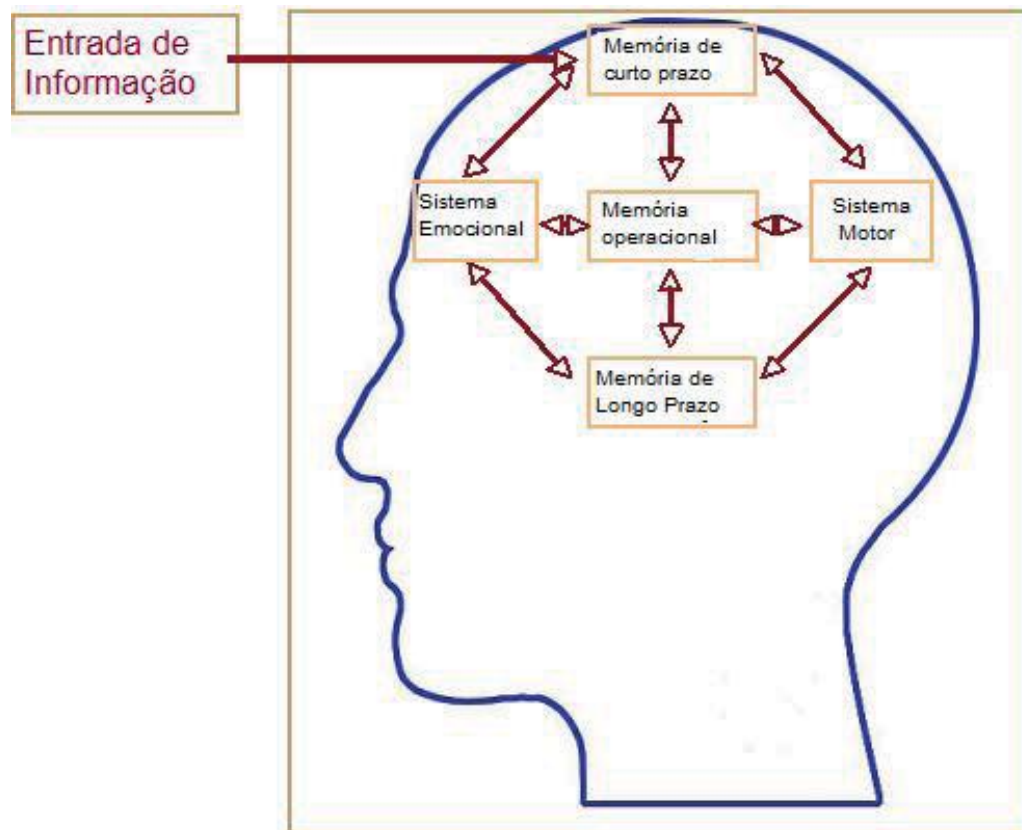 Entrada de
Informação
Memória de
curto prazo
Sistema
Emocional
Memória
operacional
Sistema
Motor
Memória de
Longo Prazo